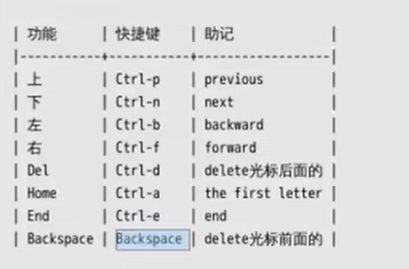 | 功能 | 快捷键 | 助记 |
|-----------+-----------+------------------|
| 上 | Ctrl-p | previous |
| 下 | Ctrl-n | next |
| 左 | Ctrl-b | backward |
| 右 | Ctrl-f | forward |
| Del | Ctrl-d | delete光标后面的 |
| Home | Ctrl-a | the first letter |
| End | Ctrl-e | end |
| Backspace | Backspace | delete光标前面的 |